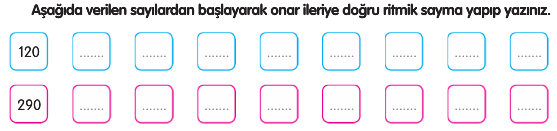 Aşağıda verilen sayılardan başlayarak onar ileriye doğru ritmik sayma yapıp yazınız.
120 ....... ....... ....... ....... ....... ....... ....... .......
290 ....... ....... ....... ....... ....... ....... ....... .......